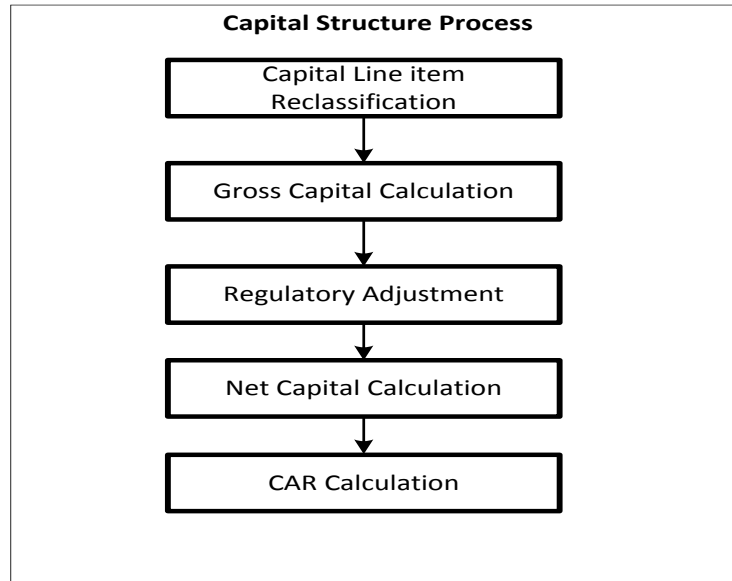 Capital Structure Process
Capital Line item
Reclassification
Gross Capital Calculation
Regulatory Adjustment
Net Capital Calculation
CAR Calculation